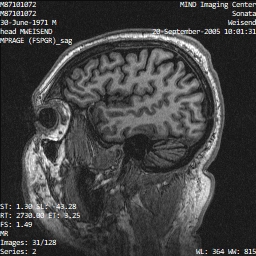 M87101072
M87101072
30-June-1971 M
head MWEISEND
MPRAGE (FSPGR)_sag
MIND Imaging Center
Sonata
Weisend
20-September-2005 10:01:31
ST: 1.30 SL: -43.28
RT: 2730.00 ET: 3.25
FS: 1.49
MR
Images: 31/128
Series: 2
WL: 364 WW: 815